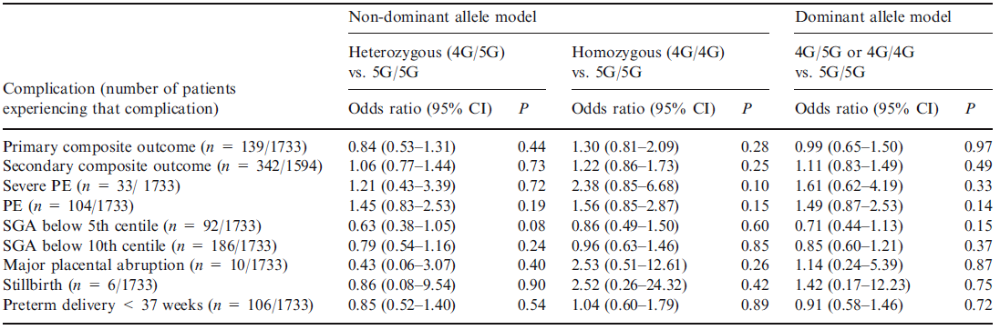 Non-dominant allele model Dominant allele model
Heterozygous (4G/5G) Homozygous (4G/4G) 4G/5G or 4G/4G
vs. 5G/5G vs. 5G/5G vs. 5G/5G
Complication (number of patients
experiencing that complication) Odds ratio (95% CI) P Odds ratio (95% CI) P Odds ratio (95% CI) P
Primary composite outcome (n = 139/1733) 0.84 (0.53–1.31) 0.44 1.30 (0.81–2.09) 0.28 0.99 (0.65–1.50) 0.97
Secondary composite outcome (n = 342/1594) 1.06 (0.77–1.44) 0.73 1.22 (0.86–1.73) 0.25 1.11 (0.83–1.49) 0.49
Severe PE (n = 33/ 1733) 1.21 (0.43–3.39) 0.72 2.38 (0.85–6.68) 0.10 1.61 (0.62–4.19) 0.33
PE (n = 104/1733) 1.45 (0.83–2.53) 0.19 1.56 (0.85–2.87) 0.15 1.49 (0.87–2.53) 0.14
SGA below 5th centile (n = 92/1733) 0.63 (0.38–1.05) 0.08 0.86 (0.49–1.50) 0.60 0.71 (0.44–1.13) 0.15
SGA below 10th centile (n = 186/1733) 0.79 (0.54–1.16) 0.24 0.96 (0.63–1.46) 0.85 0.85 (0.60–1.21) 0.37
Major placental abruption (n = 10/1733) 0.43 (0.06–3.07) 0.40 2.53 (0.51–12.61) 0.26 1.14 (0.24–5.39) 0.87
Stillbirth (n = 6/1733) 0.86 (0.08–9.54) 0.90 2.52 (0.26–24.32) 0.42 1.42 (0.17–12.23) 0.75
Preterm delivery < 37 weeks (n = 106/1733) 0.85 (0.52–1.40) 0.54 1.04 (0.60–1.79) 0.89 0.91 (0.58–1.46) 0.72